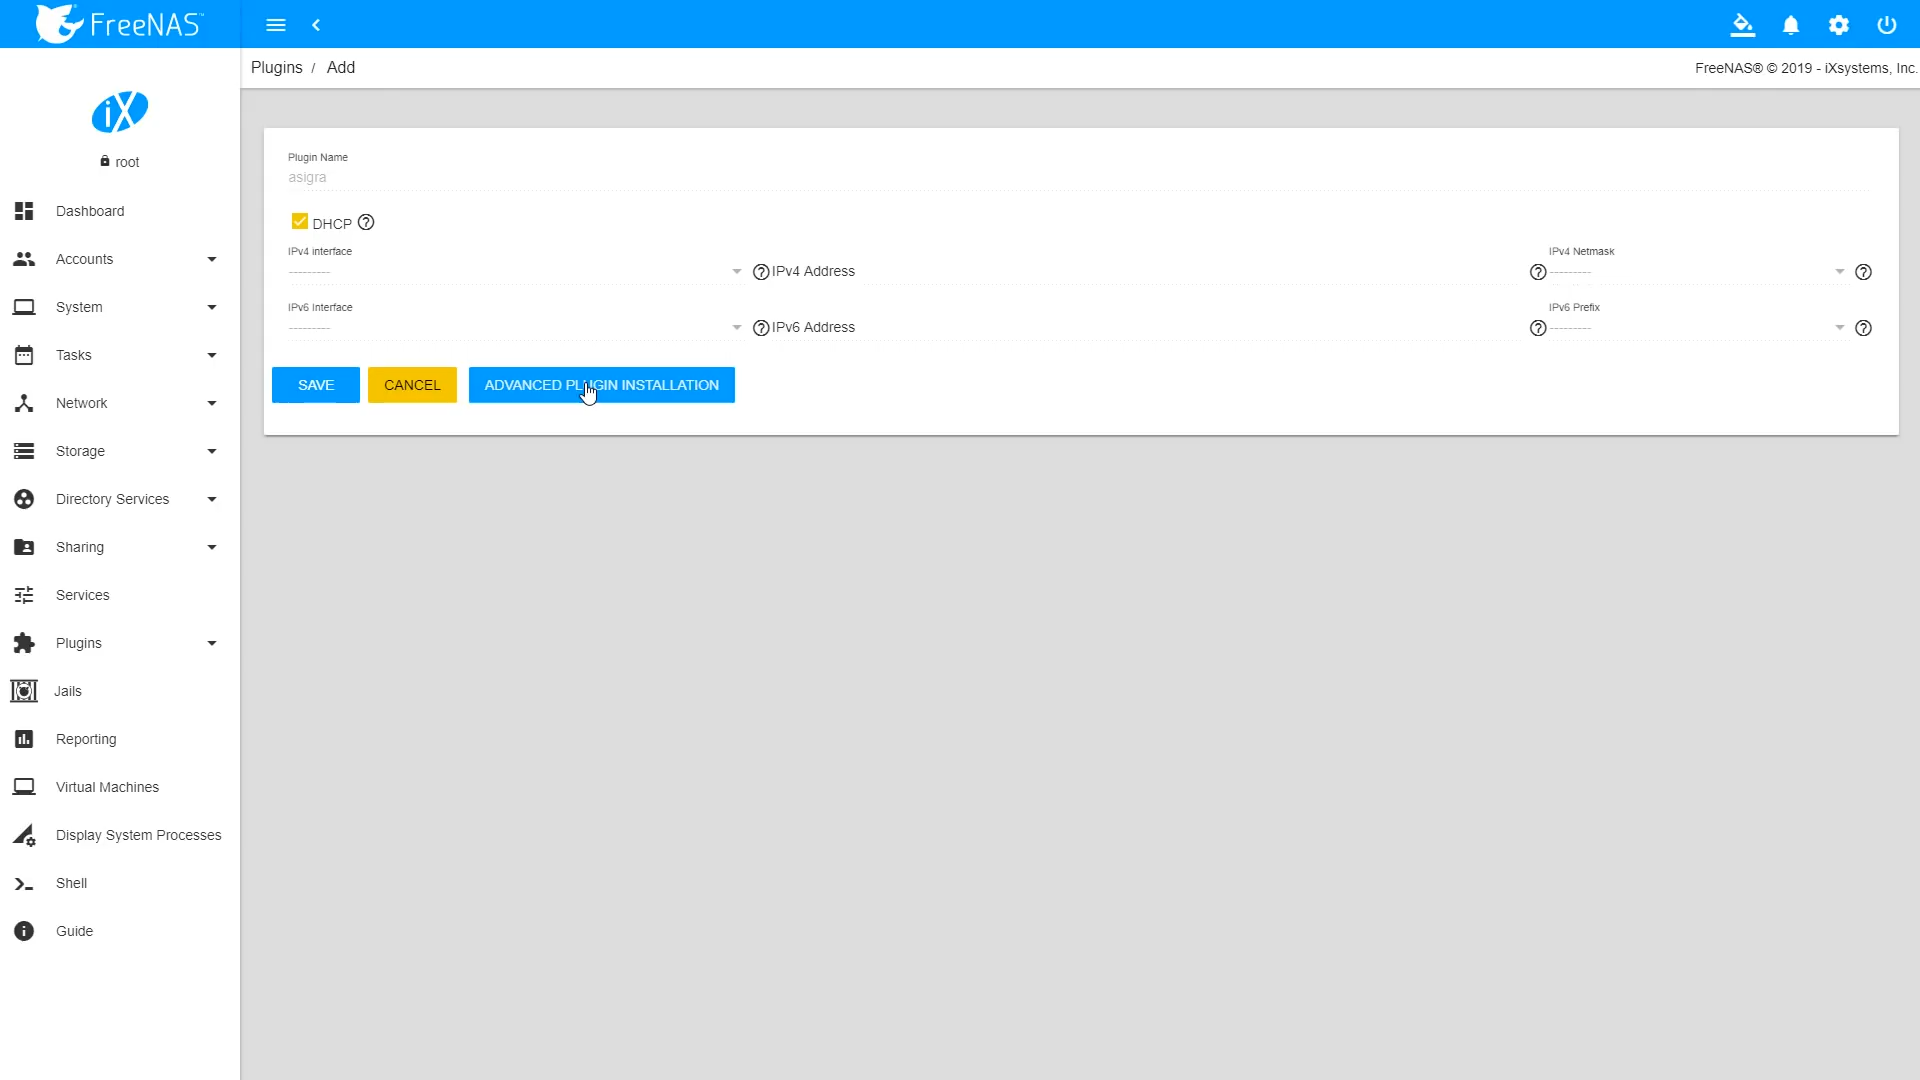 FreeNAS™
Plugins / Add
FreeNAS® © 2019 - iXsystems, Inc.
iX
root
Dashboard
Accounts
System
Tasks
Network
Storage
Directory Services
Sharing
Services
Plugins
Jails
Reporting
Virtual Machines
Display System Processes
Shell
Guide
Plugin Name
asigra
DHCP ?
IPv4 interface
IPv4 Netmask
--------- ? IPv4 Address ? --------- ?
IPv6 Interface
IPv6 Prefix
--------- ? IPv6 Address ? --------- ?
SAVE CANCEL ADVANCED PLUGIN INSTALLATION